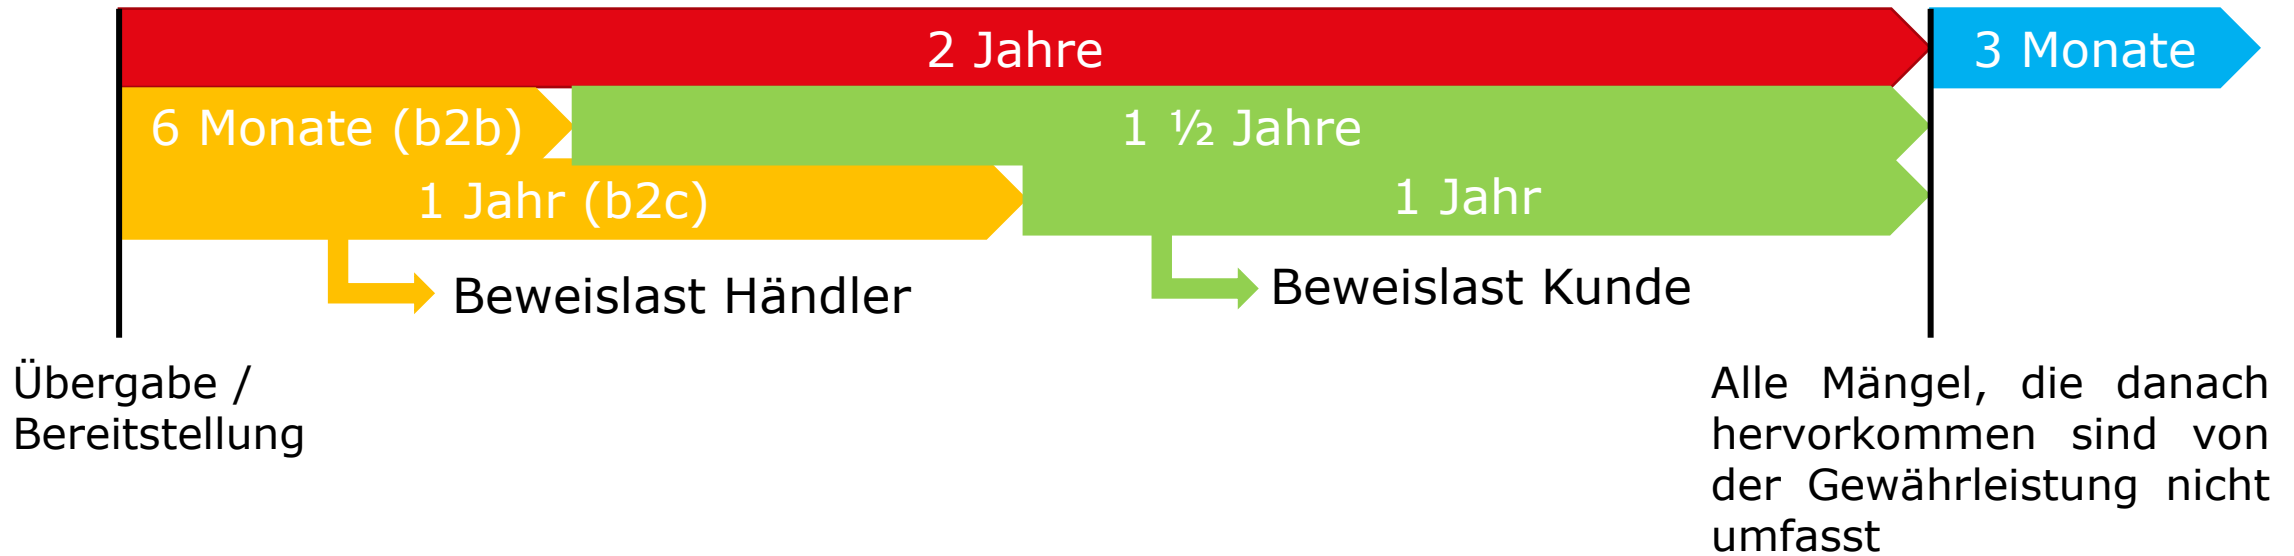 2 Jahre
3 Monate
6 Monate (b2b)
1 ½ Jahre
1 Jahr (b2c)
1 Jahr
Beweislast Händler
Beweislast Kunde
Übergabe /
Bereitstellung
Alle Mängel, die danach
hervorkommen sind von
der Gewährleistung nicht
umfasst